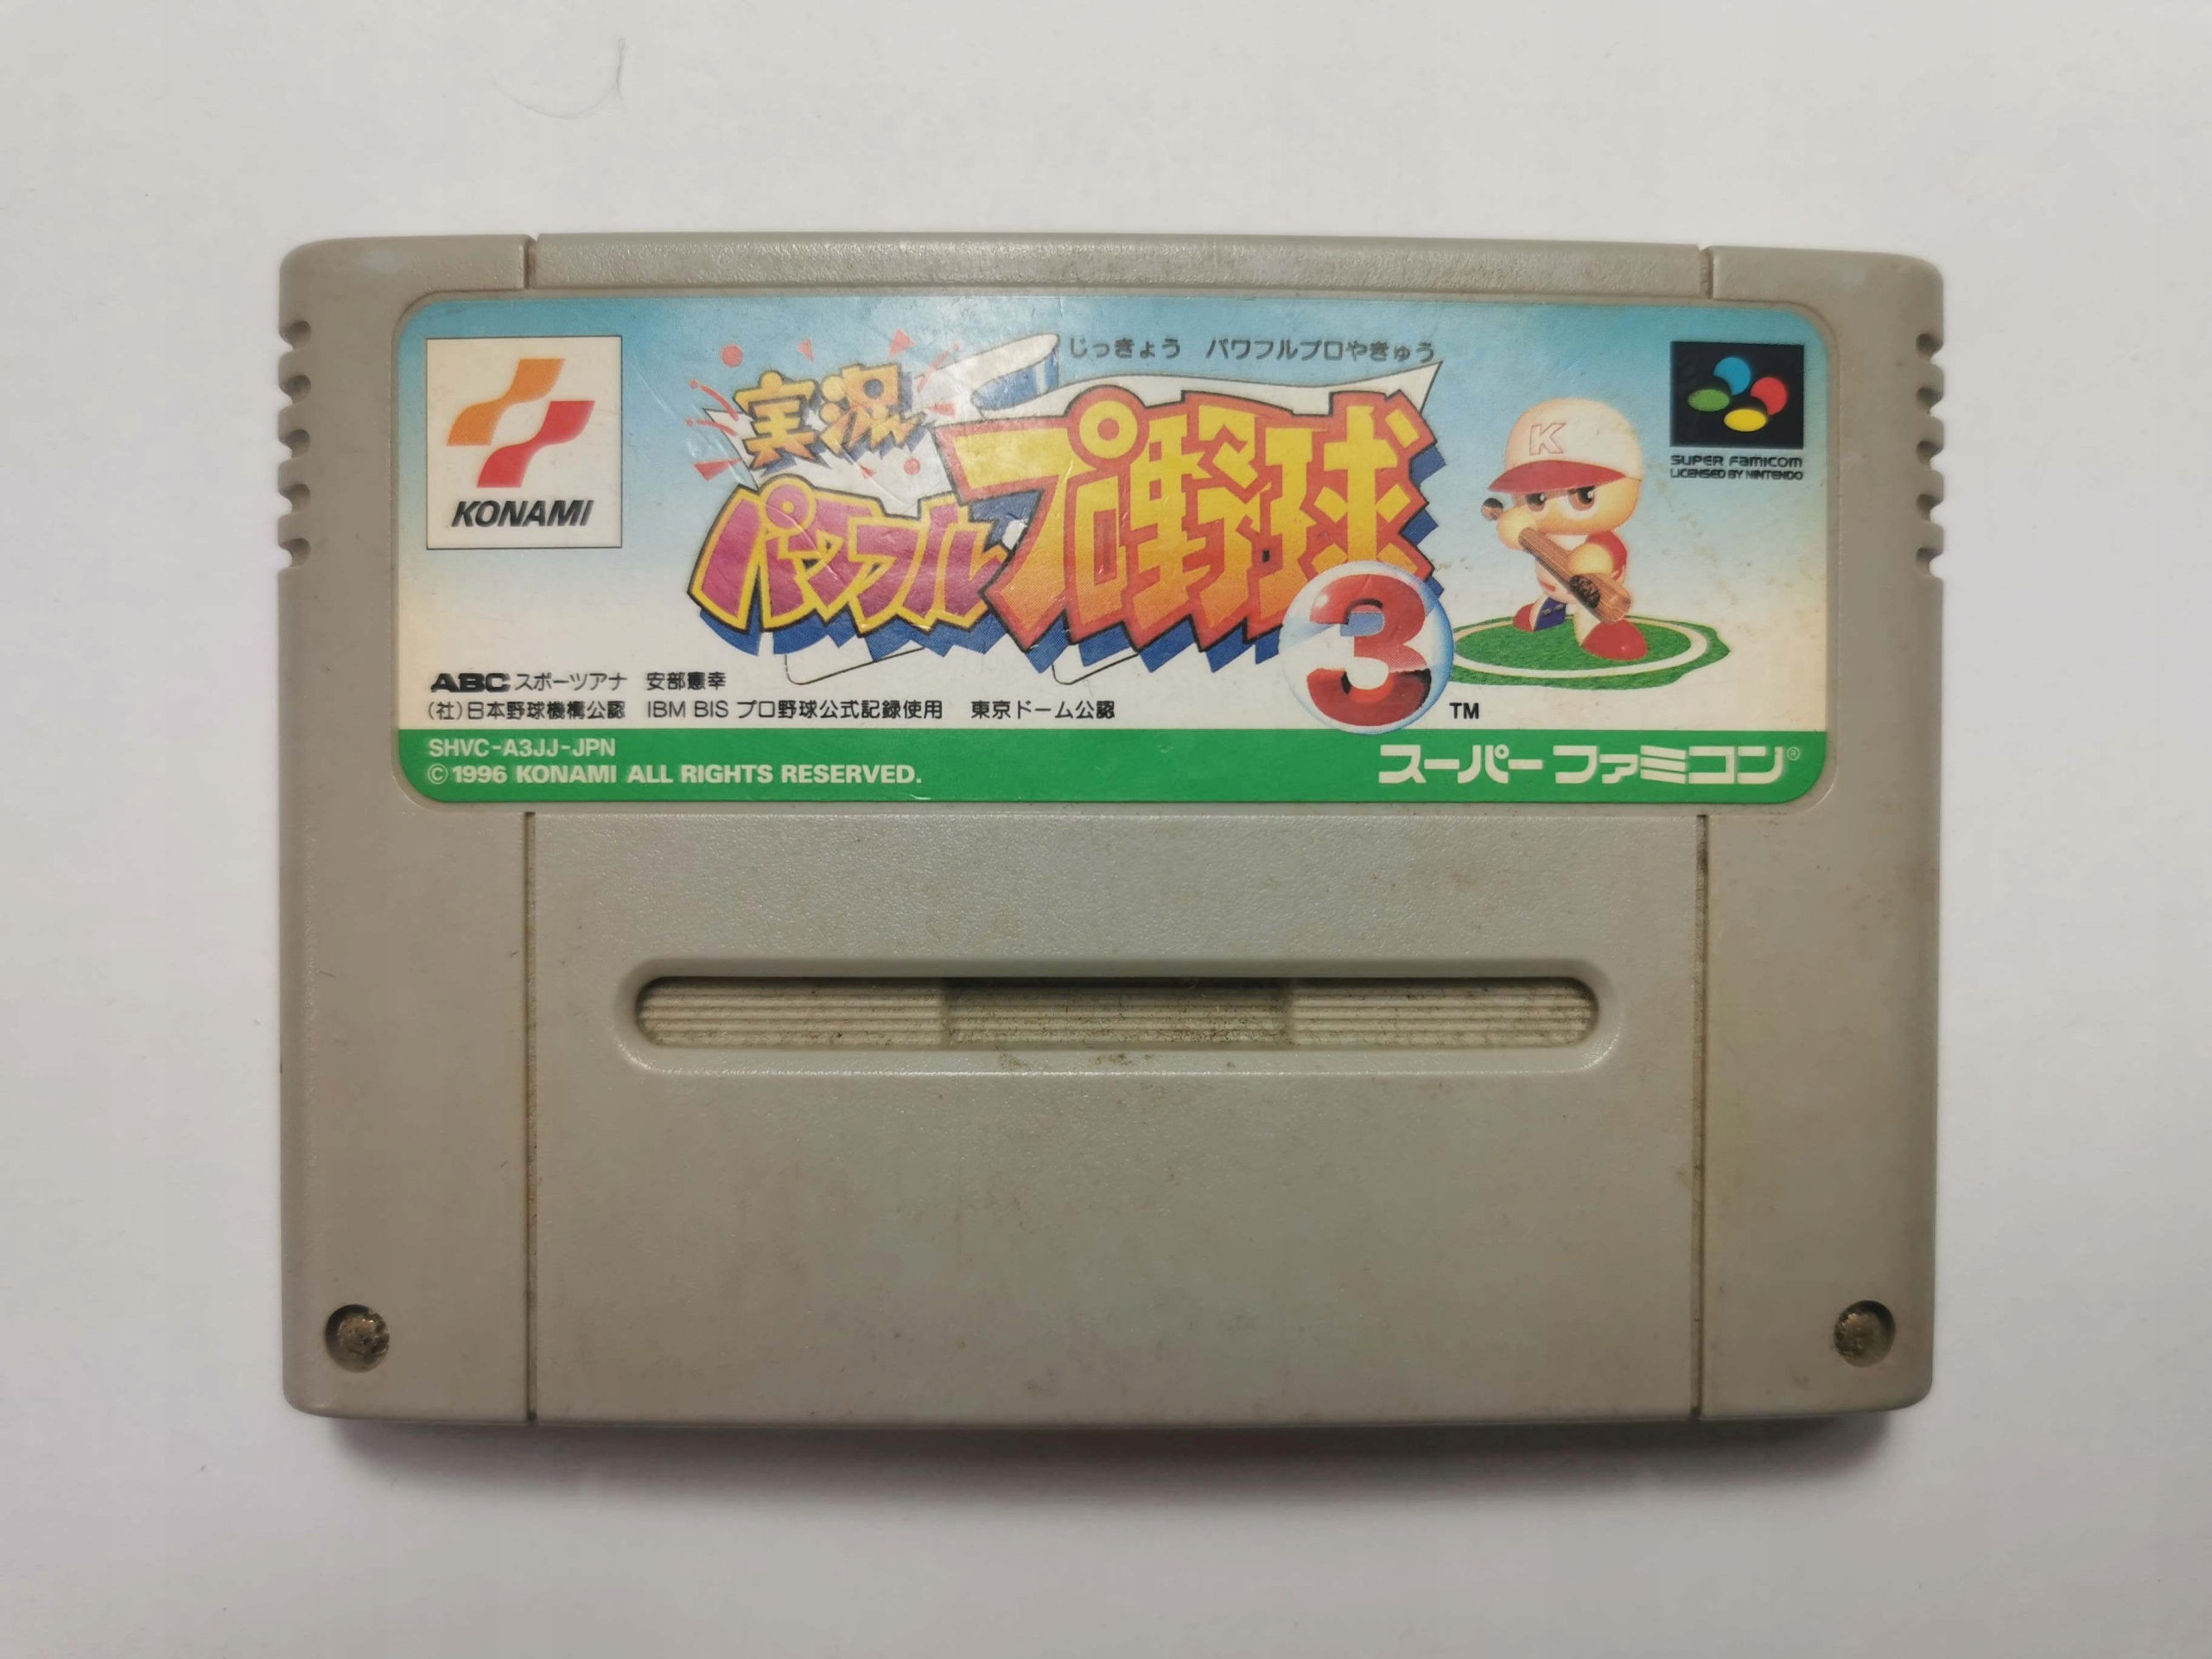 じっきょう パワフルプロやきゅう
KONAMI
実況
パワフルプロ野球
3
TM
K
SUPER FAMICOM
LICENSED BY NINTENDO
ABCスポーツアナ 安部憲幸
(社)日本野球機構公認 IBM BIS プロ野球公式記録使用 東京ドーム公認
SHVC-A3JJ-JPN
©1996 KONAMI ALL RIGHTS RESERVED.
スーパーファミコン®